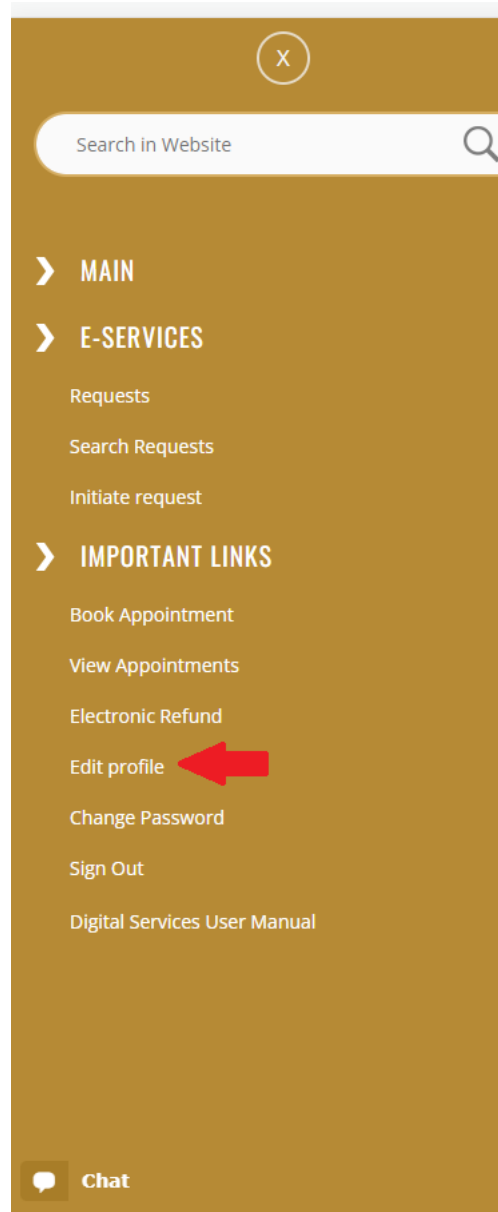 X
Search in Website
MAIN
E-SERVICES
Requests
Search Requests
Initiate request
IMPORTANT LINKS
Book Appointment
View Appointments
Electronic Refund
Edit profile
Change Password
Sign Out
Digital Services User Manual
Chat